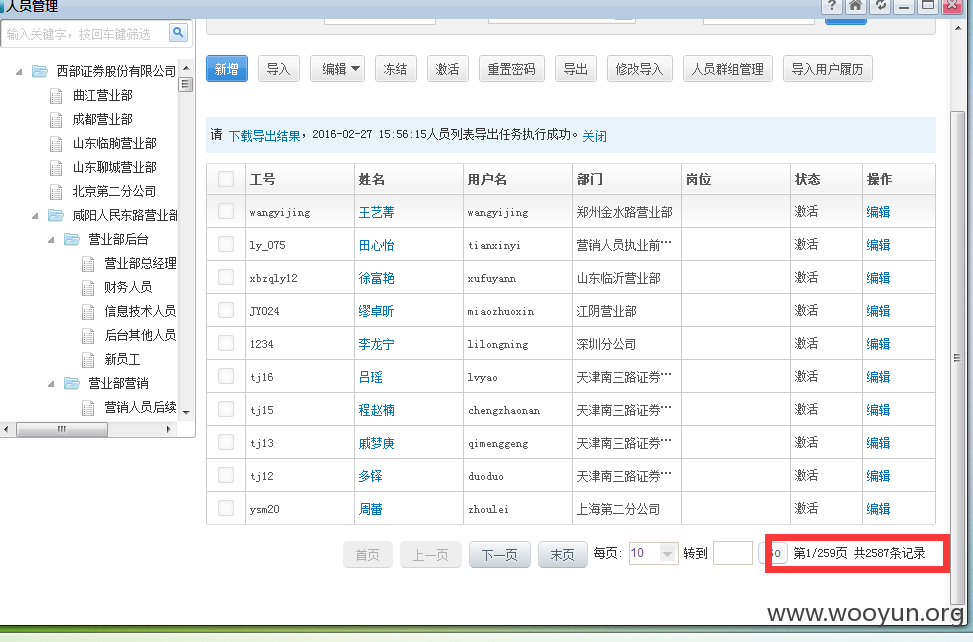 人员管理
输入关键字，按回车键筛选
西部证券股份有限公司
曲江营业部
成都营业部
山东临朐营业部
山东聊城营业部
北京第二分公司
咸阳人民东路营业部
营业部后台
营业部总经理
财务人员
信息技术人员
后台其他人员
新员工
营业部营销
营销人员后续
新增 导入 编辑 冻结 激活 重置密码 导出 修改导入 人员群组管理 导入用户履历
请 下载导出结果，2016-02-27 15:56:15人员列表导出任务执行成功。关闭
工号 姓名 用户名 部门 岗位 状态 操作
wangyijing 王艺菁 wangyijing 郑州金水路营业部 激活 编辑
ly_075 田心怡 tianxinyi 营销人员执业前… 激活 编辑
xbzqly12 徐富艳 xufuyann 山东临沂营业部 激活 编辑
JY024 缪卓昕 miaozhuoxin 江阴营业部 激活 编辑
1234 李龙宁 lilongning 深圳分公司 激活 编辑
tj16 吕瑶 lvyao 天津南三路证券… 激活 编辑
tj15 程赵楠 chengzhaonan 天津南三路证券… 激活 编辑
tj13 戚梦庚 qimenggeng 天津南三路证券… 激活 编辑
tj12 多铎 duoduo 天津南三路证券… 激活 编辑
ysm20 周蕾 zhoulei 上海第二分公司 激活 编辑
首页 上一页 下一页 末页 每页: 10 转到 Go 第1/259页 共2587条记录
www.wooyun.org